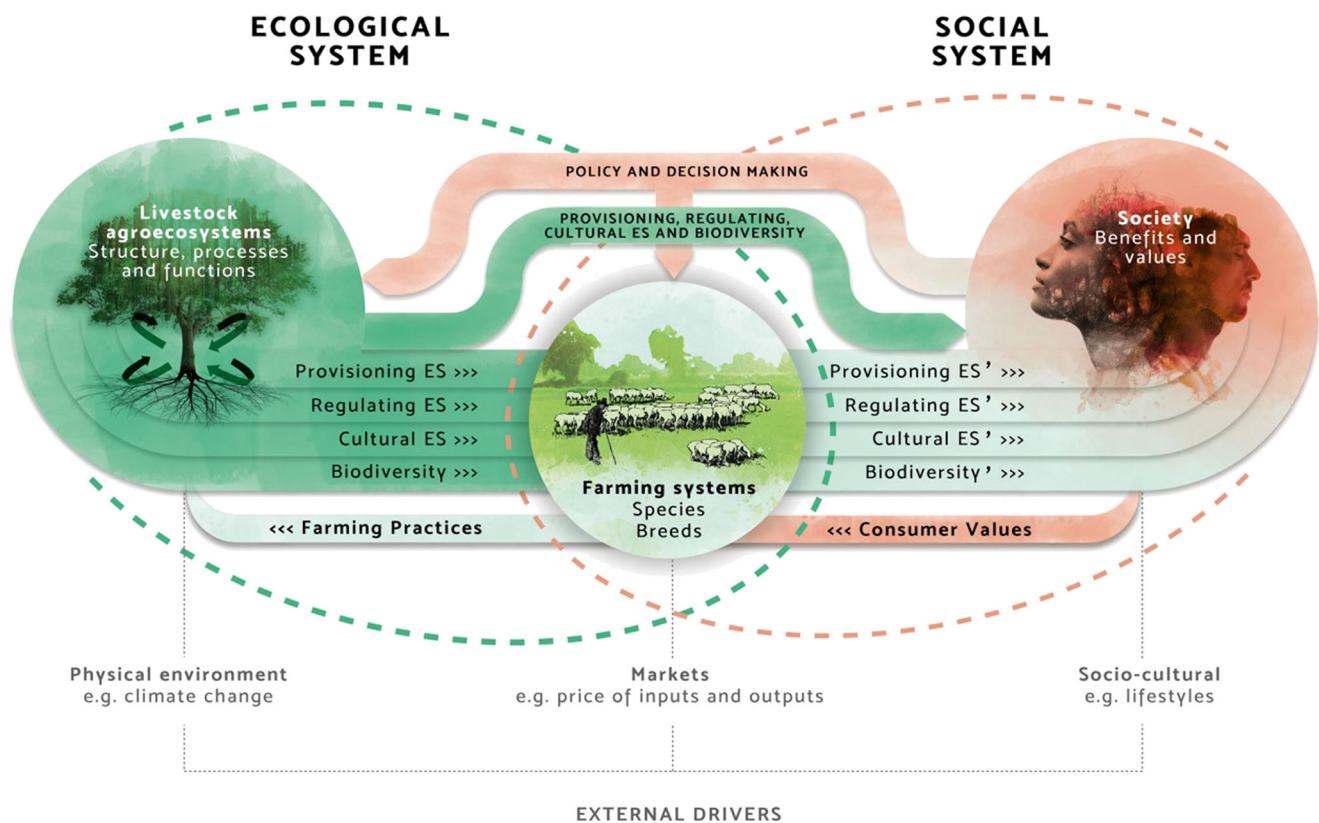 ECOLOGICAL
SYSTEM
SOCIAL
SYSTEM
POLICY AND DECISION MAKING
PROVISIONING, REGULATING,
CULTURAL ES AND BIODIVERSITY
Livestock
agroecosystems
Structure, processes
and functions
Society
Benefits and
values
Provisioning ES >>>
Regulating ES >>>
Cultural ES >>>
Biodiversity >>>
Provisioning ES’ >>>
Regulating ES’ >>>
Cultural ES’ >>>
Biodiversity’ >>>
Farming systems
Species
Breeds
<<< Farming Practices
<<< Consumer Values
Physical environment
e.g. climate change
Markets
e.g. price of inputs and outputs
Socio-cultural
e.g. lifestyles
EXTERNAL DRIVERS